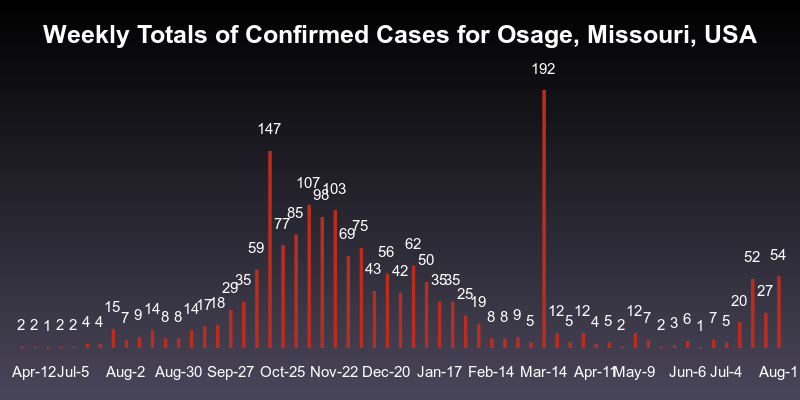 Weekly Totals of Confirmed Cases for Osage, Missouri, USA
2 2 1 2 2 4 4 15 7 9 14 8 8 14 17 18 29 35 59 147 77 85 107 98 103 69 75 43 56 42 62 50 35 35 25 19 8 8 9 5 192 12 5 12 4 5 2 12 7 2 3 6 1 7 5 20 52 27 54
Apr-12 Jul-5 Aug-2 Aug-30 Sep-27 Oct-25 Nov-22 Dec-20 Jan-17 Feb-14 Mar-14 Apr-11 May-9 Jun-6 Jul-4 Aug-1